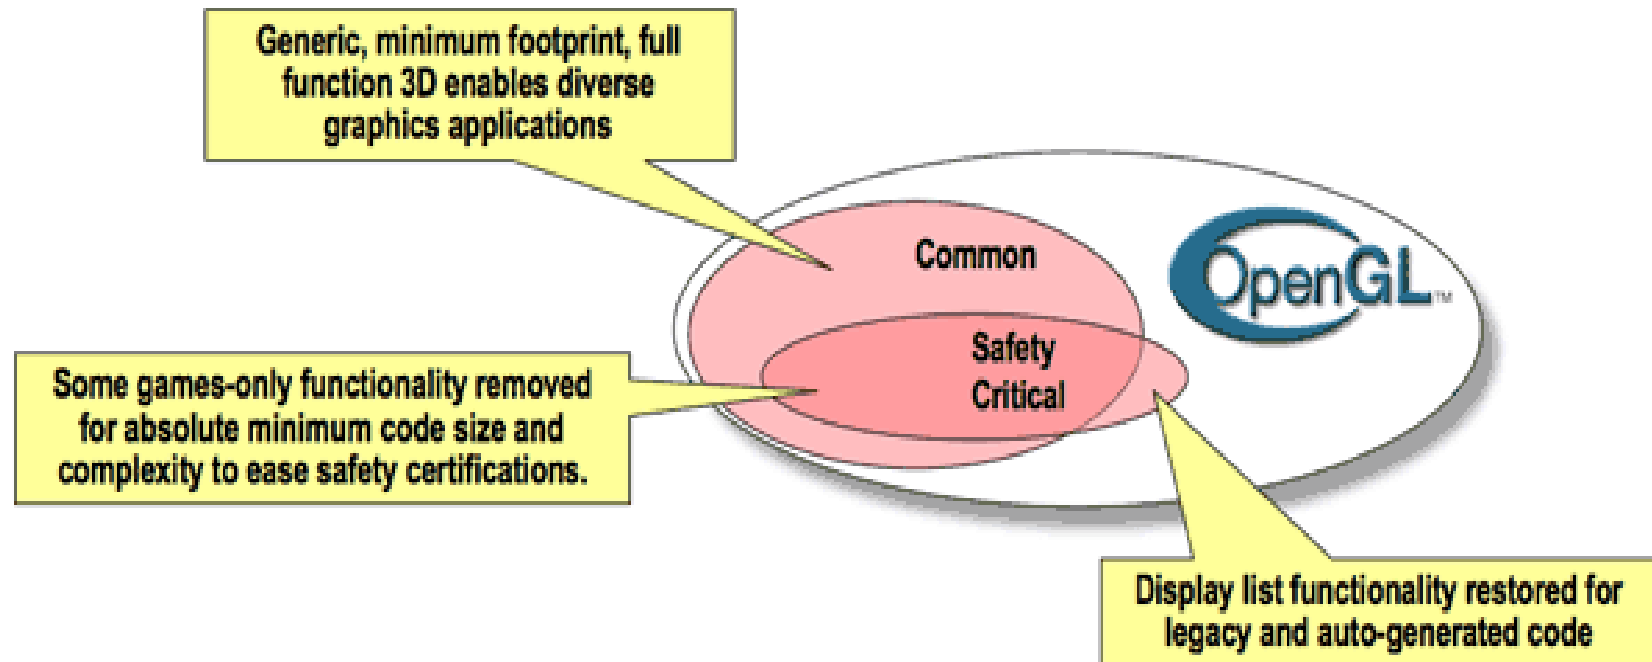 Generic, minimum footprint, full
function 3D enables diverse
graphics applications
Common
OpenGL™
Safety
Critical
Some games-only functionality removed
for absolute minimum code size and
complexity to ease safety certifications.
Display list functionality restored for
legacy and auto-generated code